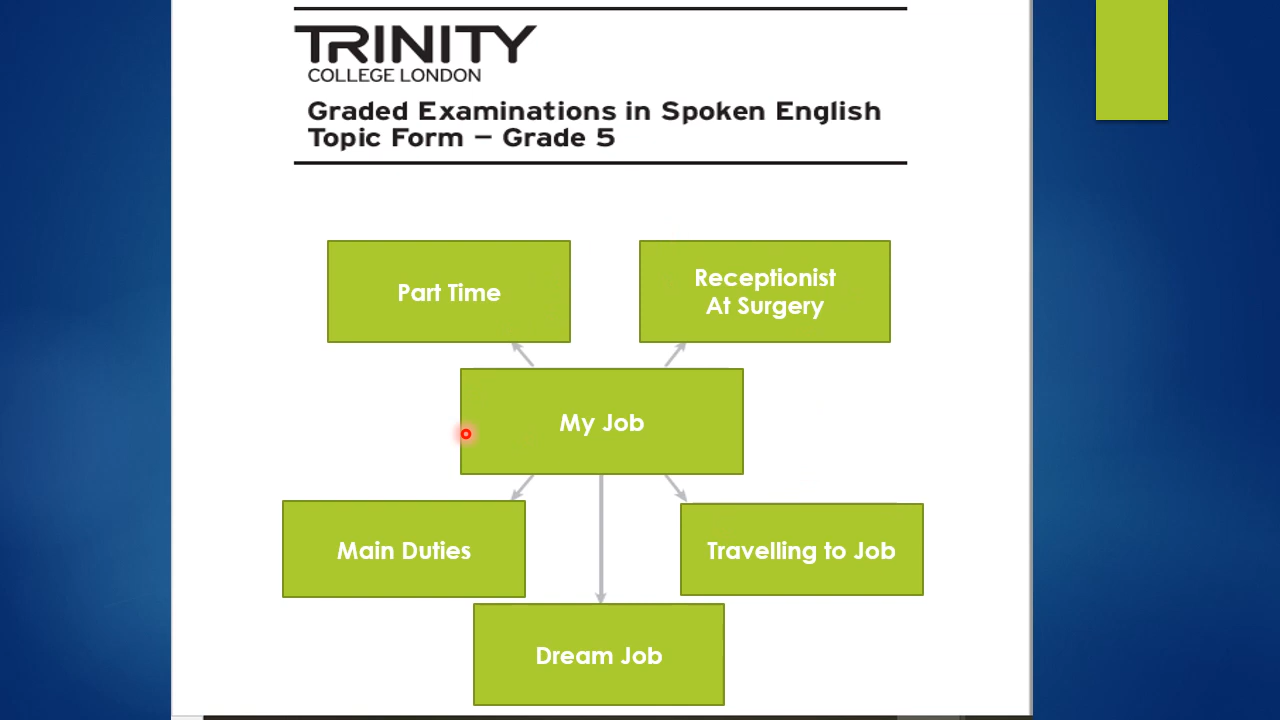 TRINITY
COLLEGE LONDON
Graded Examinations in Spoken English
Topic Form – Grade 5
Part Time
Receptionist
At Surgery
My Job
Main Duties
Travelling to Job
Dream Job